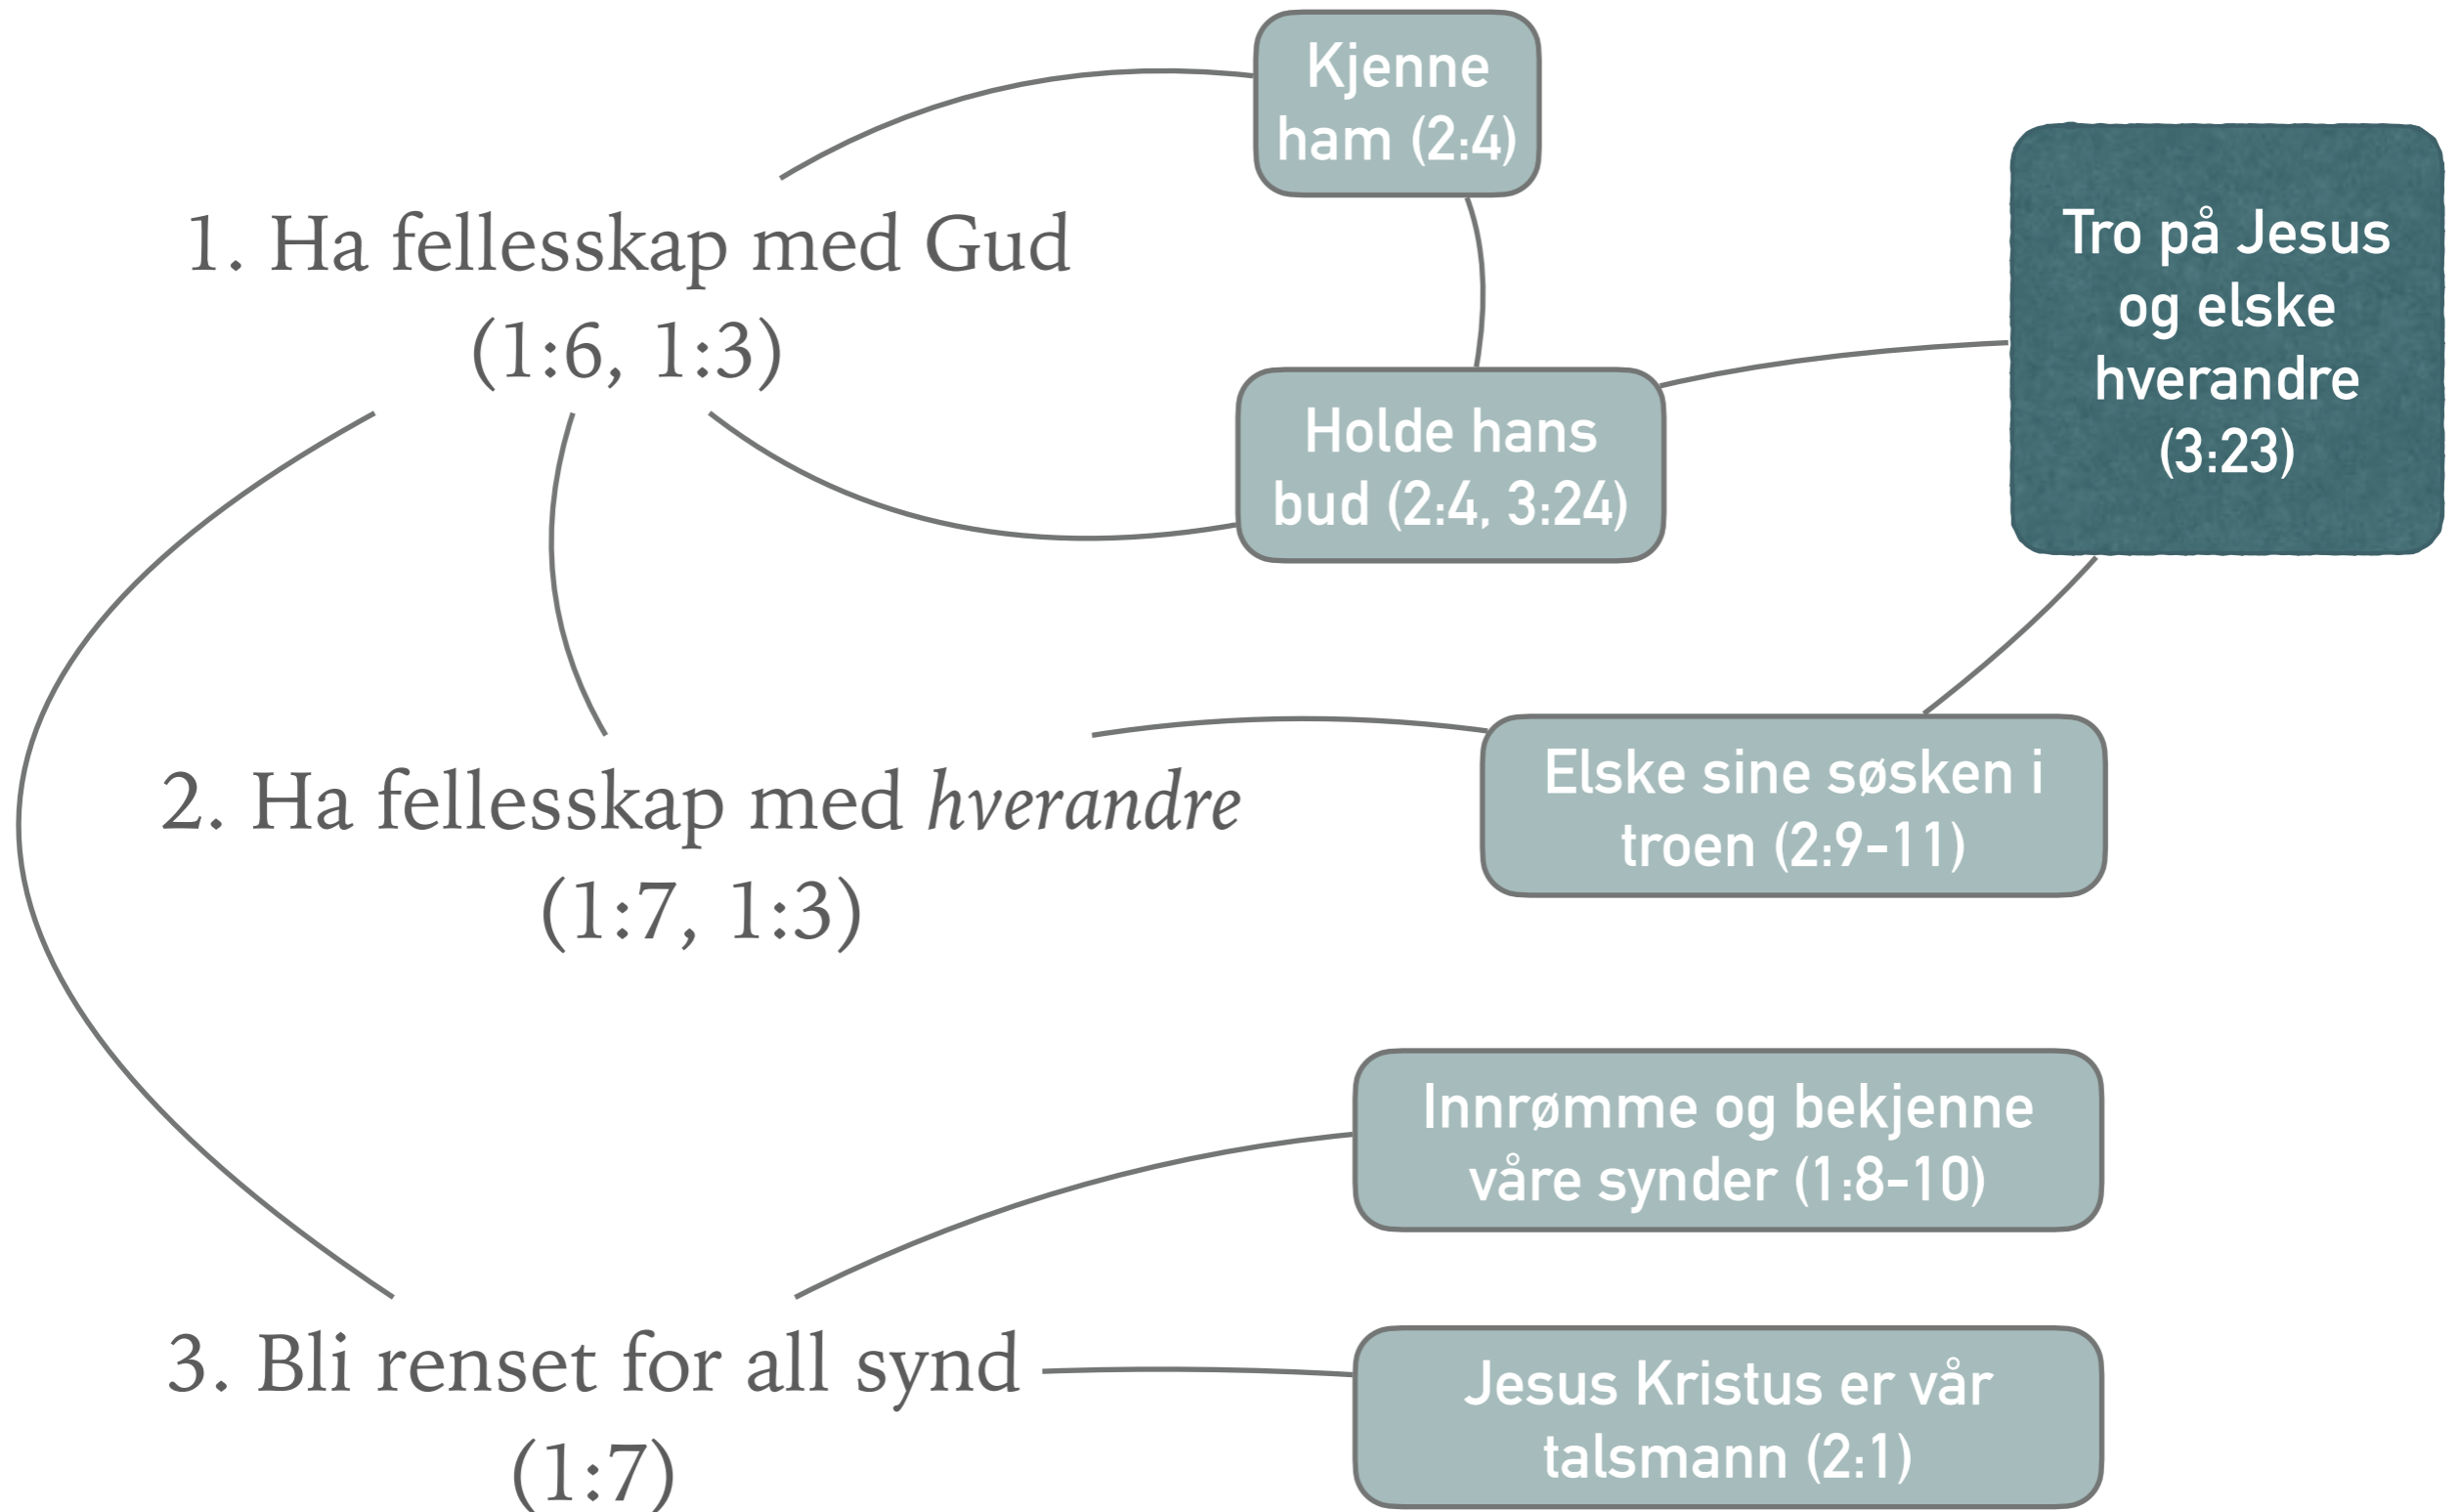 Kjenne
ham (2:4)
1. Ha fellesskap med Gud
(1:6, 1:3)
Tro på Jesus
og elske
hverandre
(3:23)
Holde hans
bud (2:4, 3:24)
2. Ha fellesskap med hverandre
(1:7, 1:3)
Elske sine søsken i
troen (2:9-11)
Innrømme og bekjenne
våre synder (1:8-10)
3. Bli renset for all synd
(1:7)
Jesus Kristus er vår
talsmann (2:1)